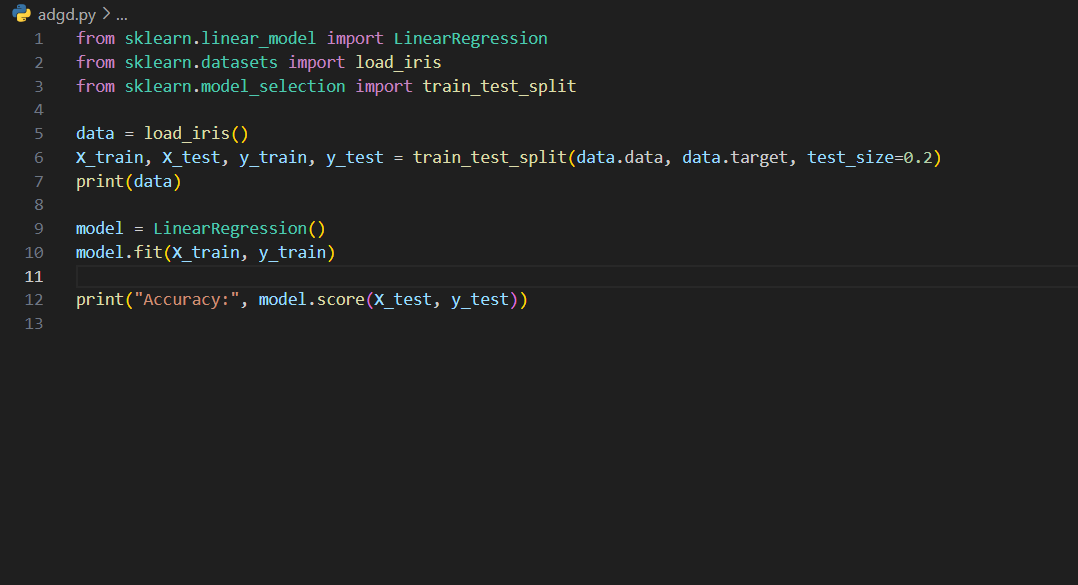 adgd.py > ...
1 from sklearn.linear_model import LinearRegression
2 from sklearn.datasets import load_iris
3 from sklearn.model_selection import train_test_split
4
5 data = load_iris()
6 X_train, X_test, y_train, y_test = train_test_split(data.data, data.target, test_size=0.2)
7 print(data)
8
9 model = LinearRegression()
10 model.fit(X_train, y_train)
11
12 print("Accuracy:", model.score(X_test, y_test))
13